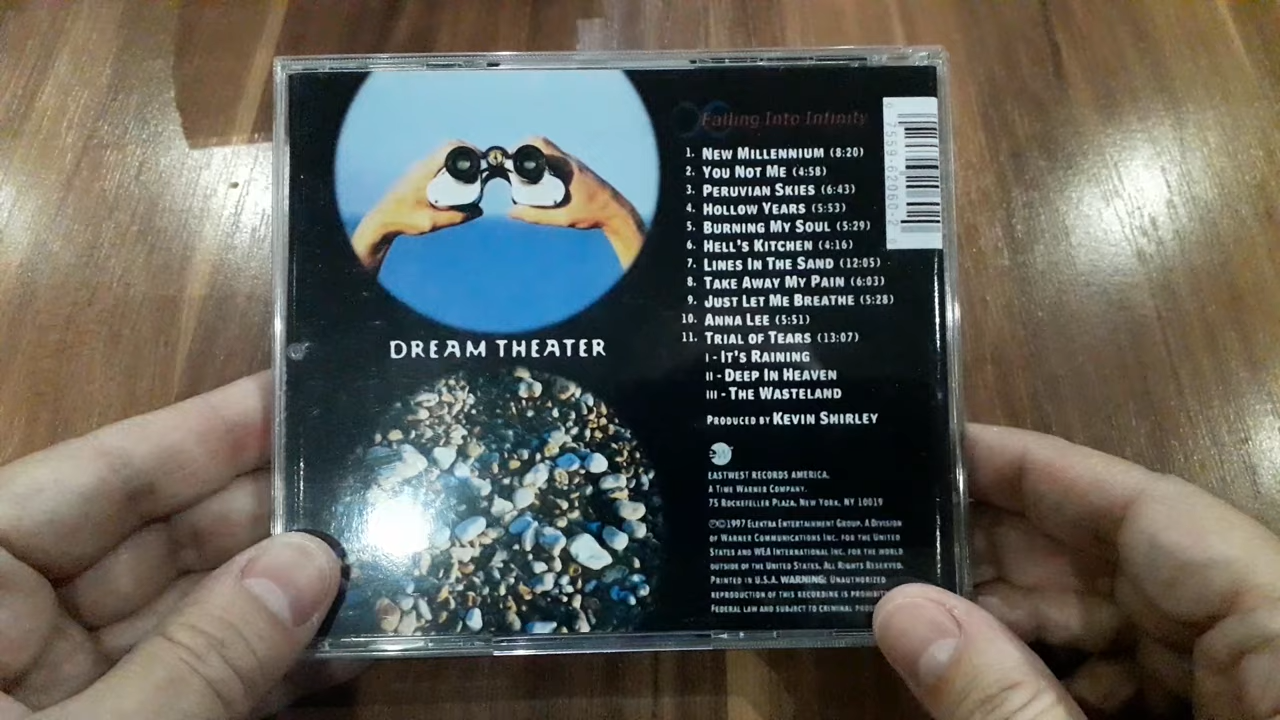 Falling Into Infinity
1. NEW MILLENNIUM (8:20)
2. YOU NOT ME (4:58)
3. PERUVIAN SKIES (6:43)
4. HOLLOW YEARS (5:53)
5. BURNING MY SOUL (5:29)
6. HELL'S KITCHEN (4:16)
7. LINES IN THE SAND (12:05)
8. TAKE AWAY MY PAIN (6:03)
9. JUST LET ME BREATHE (5:28)
10. ANNA LEE (5:51)
11. TRIAL OF TEARS (13:07)
I - IT'S RAINING
II - DEEP IN HEAVEN
III - THE WASTELAND
PRODUCED BY KEVIN SHIRLEY
DREAM THEATER
ew
EASTWEST RECORDS AMERICA.
A TIME WARNER COMPANY.
75 ROCKEFELLER PLAZA, NEW YORK, NY 10019
℗©1997 ELEKTRA ENTERTAINMENT GROUP, A DIVISION
OF WARNER COMMUNICATIONS INC. FOR THE UNITED
STATES AND WEA INTERNATIONAL INC. FOR THE WORLD
OUTSIDE OF THE UNITED STATES. ALL RIGHTS RESERVED.
PRINTED IN U.S.A. WARNING: UNAUTHORIZED
REPRODUCTION OF THIS RECORDING IS PROHIBIT
FEDERAL LAW AND SUBJECT TO CRIMINAL
0 7559-62060-2